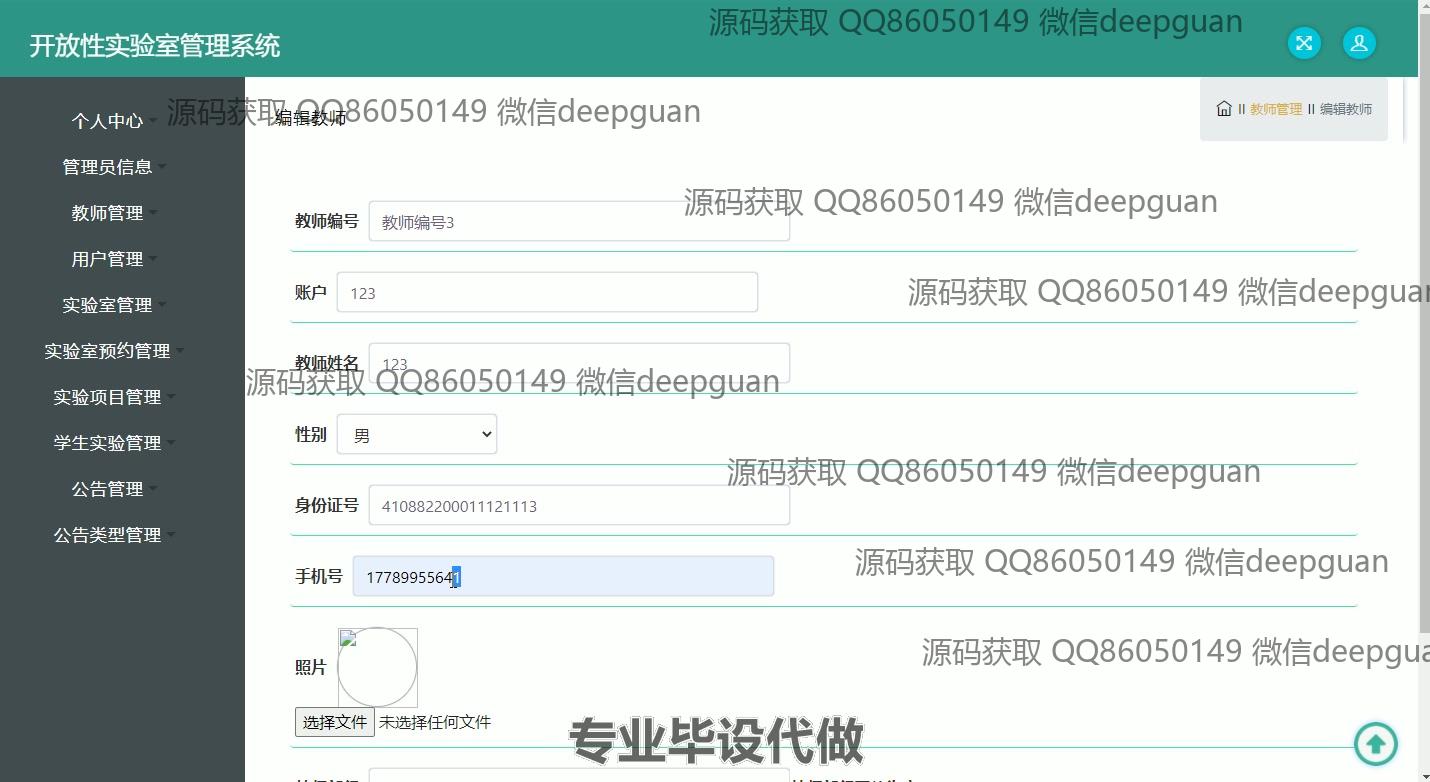 源码获取 QQ86050149 微信deepguan
开放性实验室管理系统
个人中心
管理员信息
教师管理
用户管理
实验室管理
实验室预约管理
实验项目管理
学生实验管理
公告管理
公告类型管理
源码获取 QQ86050149 微信deepguan
编辑教师
II 教师管理 II 编辑教师
源码获取 QQ86050149 微信deepguan
教师编号 教师编号3
源码获取 QQ86050149 微信deepguan
账户 123
教师姓名 123
源码获取 QQ86050149 微信deepguan
性别 男
源码获取 QQ86050149 微信deepguan
身份证号 410882200011121113
源码获取 QQ86050149 微信deepguan
手机号 17789955641
源码获取 QQ86050149 微信deepgua
照片
选择文件 未选择任何文件
专业毕设代做